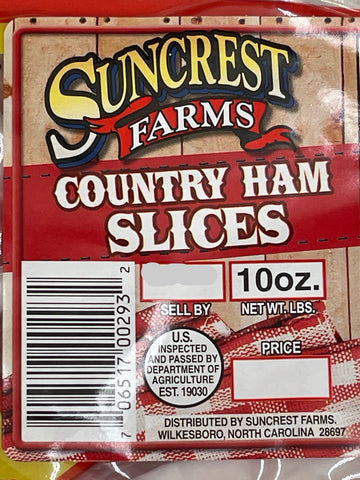 SUNCREST
FARMS
COUNTRY HAM
SLICES
10oz.
SELL BY
NET WT. LBS.
U.S.
INSPECTED
AND PASSED BY
DEPARTMENT OF
AGRICULTURE
EST. 19030
PRICE
7 06517 00293 2
DISTRIBUTED BY SUNCREST FARMS.
WILKESBORO, NORTH CAROLINA 28697